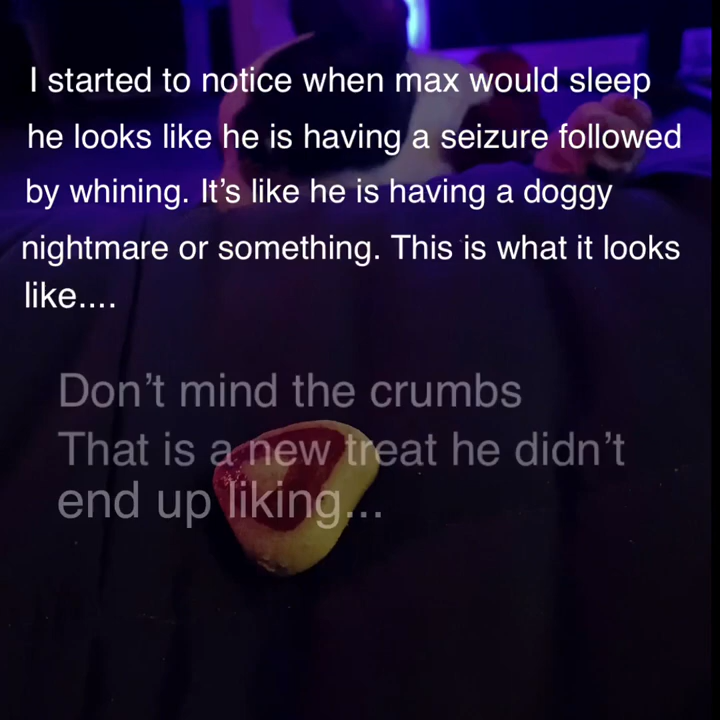 I started to notice when max would sleep
he looks like he is having a seizure followed
by whining. It’s like he is having a doggy
nightmare or something. This is what it looks
like....
Don’t mind the crumbs
That is a new treat he didn’t
end up liking...